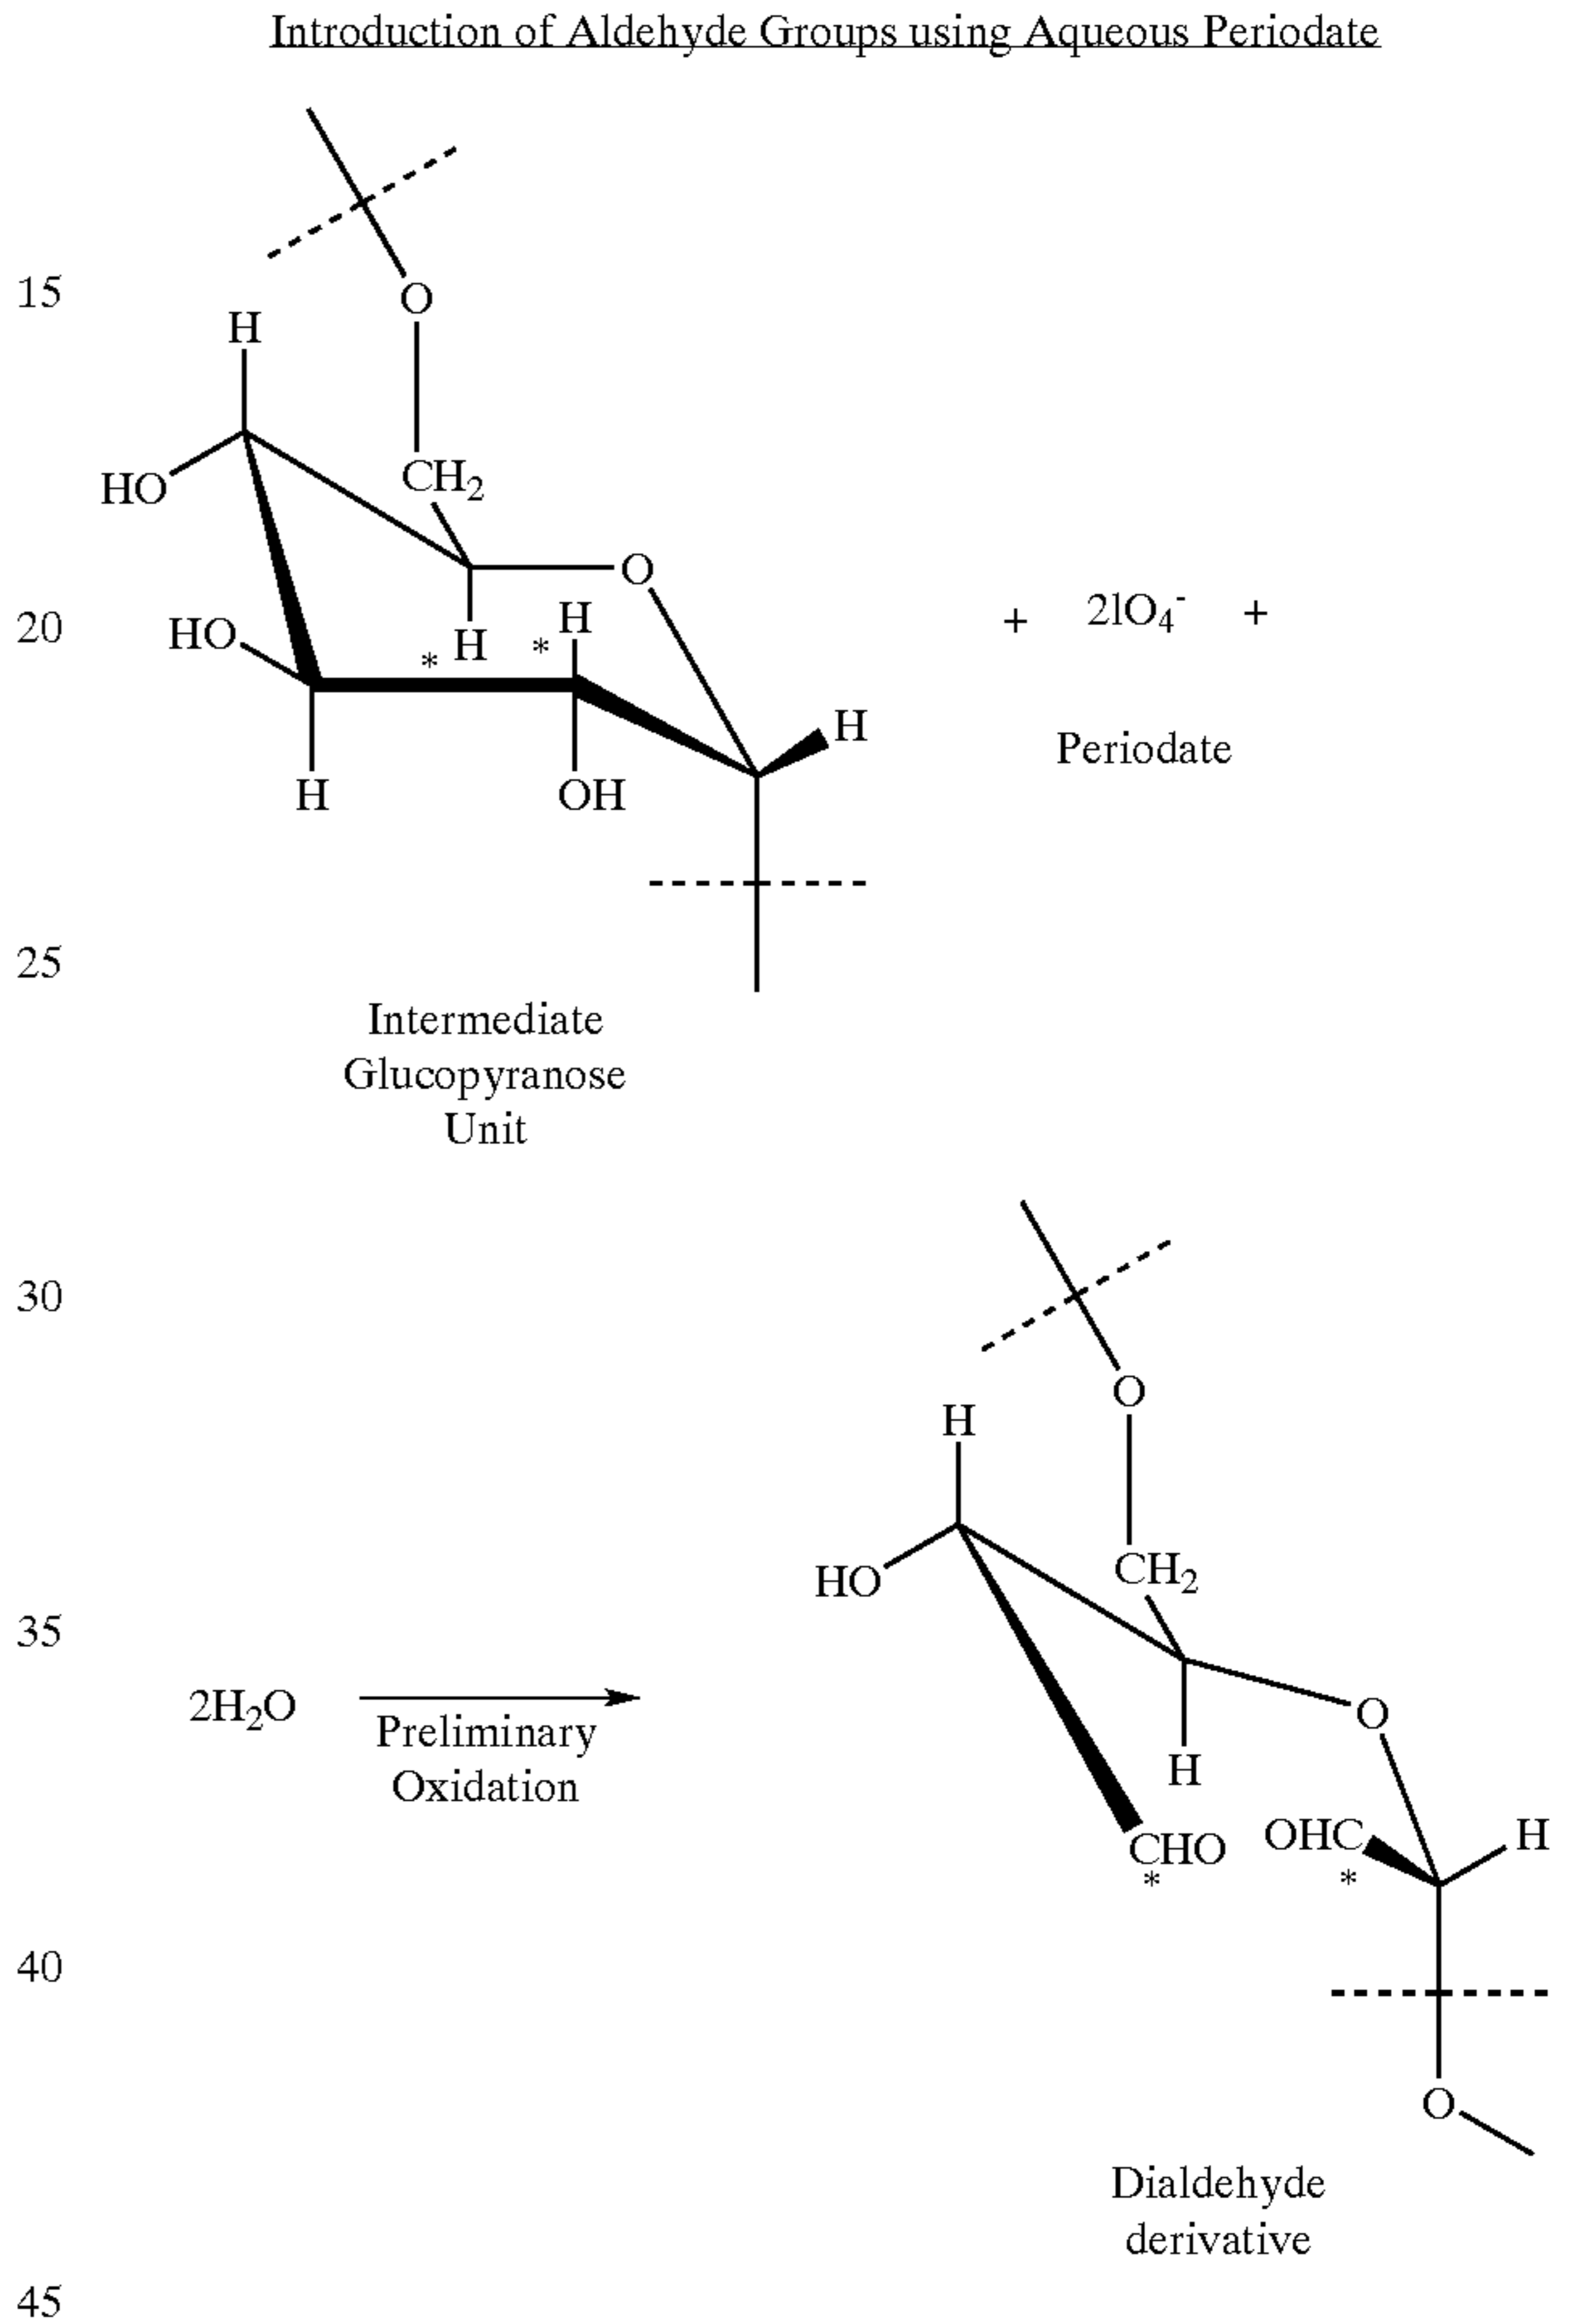 Introduction of Aldehyde Groups using Aqueous Periodate
15
O
H
CH2
HO
O
20
HO
H
H
*
*
+ 2lO4- +
H
Periodate
H
OH
25
Intermediate
Glucopyranose
Unit
30
O
H
CH2
HO
35
2H2O
Preliminary
Oxidation
O
H
CHO
*
OHC
*
H
40
O
Dialdehyde
derivative
45